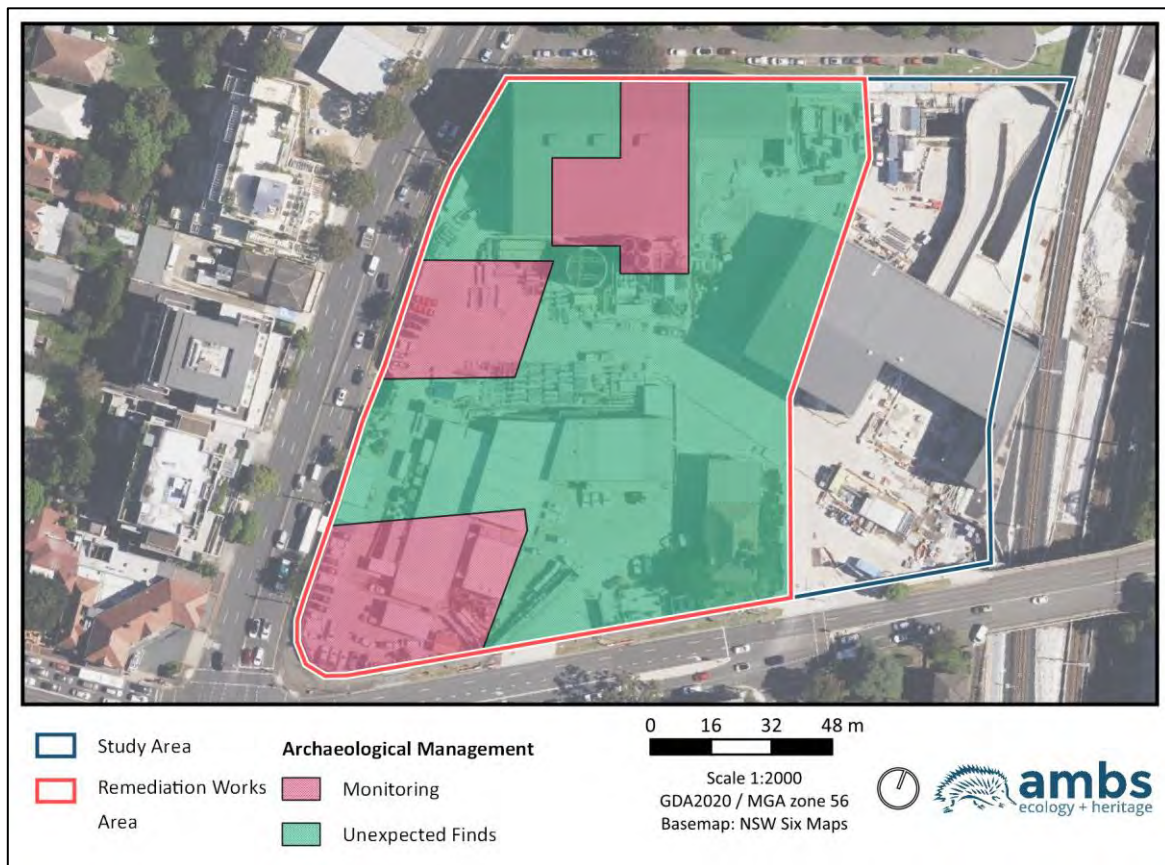 Study Area
Remediation Works
Area
Archaeological Management
Monitoring
Unexpected Finds
0 16 32 48 m
Scale 1:2000
GDA2020 / MGA zone 56
Basemap: NSW Six Maps
ambs
ecology + heritage